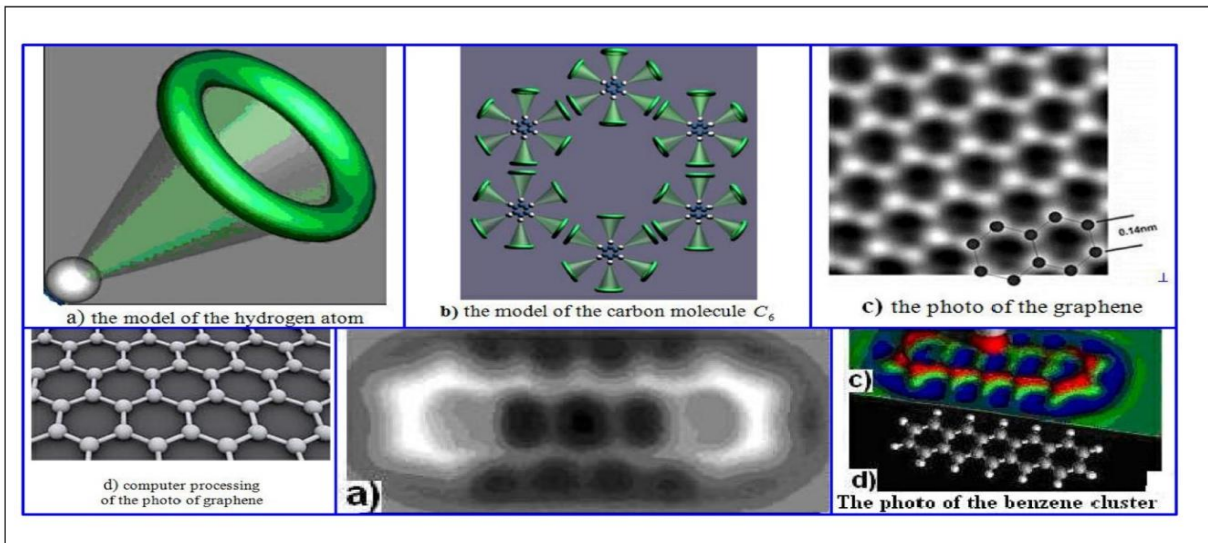 a) the model of the hydrogen atom
b) the model of the carbon molecule C₆
0.14nm
⊥
c) the photo of the graphene
d) computer processing
of the photo of graphene
a)
c)
d)
The photo of the benzene cluster